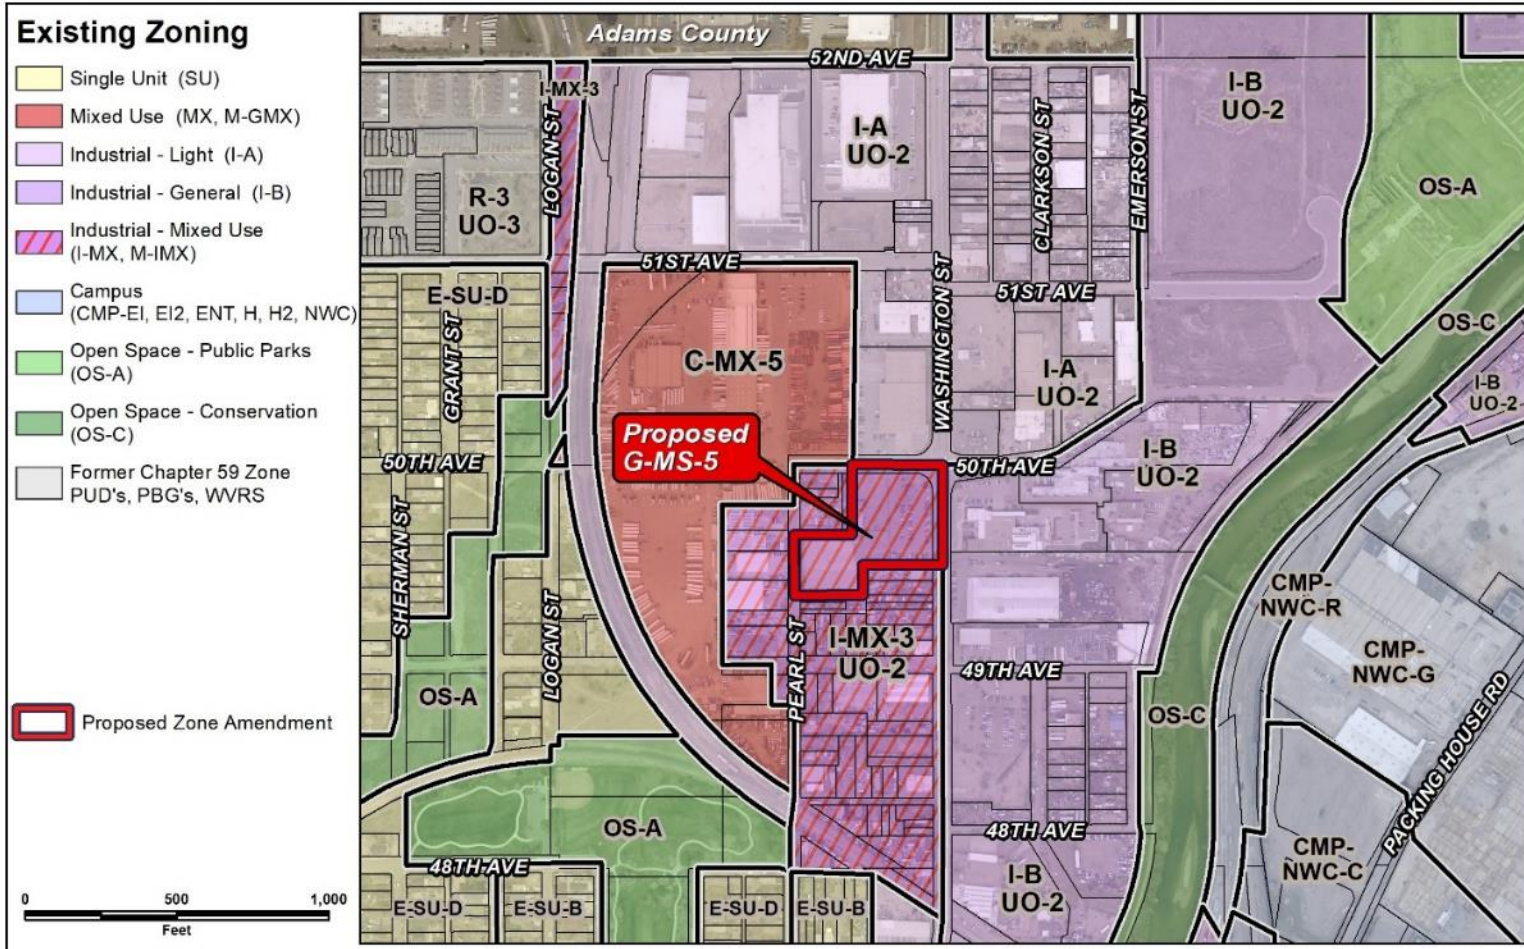 Existing Zoning
Single Unit (SU)
Mixed Use (MX, M-GMX)
Industrial - Light (I-A)
Industrial - General (I-B)
Industrial - Mixed Use
(I-MX, M-IMX)
Campus
(CMP-EI, EI2, ENT, H, H2, NWC)
Open Space - Public Parks
(OS-A)
Open Space - Conservation
(OS-C)
Former Chapter 59 Zone
PUD's, PBG's, WVRS
Proposed Zone Amendment
0 500 1,000
Feet
Adams County
52ND AVE
I-MX-3
LOGAN ST
I-A
UO-2
CLARKSON ST
EMERSON ST
I-B
UO-2
OS-A
R-3
UO-3
51ST AVE
E-SU-D
GRANT ST
C-MX-5
WASHINGTON ST
51ST AVE
OS-C
I-A
UO-2
I-B
UO-2
Proposed
G-MS-5
50TH AVE
50TH AVE
I-B
UO-2
SHERMAN ST
LOGAN ST
CMP-
NWC-R
PEARL ST
I-MX-3
UO-2
49TH AVE
CMP-
NWC-G
OS-A
OS-C
PACKING HOUSE RD
OS-A
48TH AVE
48TH AVE
CMP-
NWC-C
I-B
UO-2
E-SU-D
E-SU-B
E-SU-D
E-SU-B